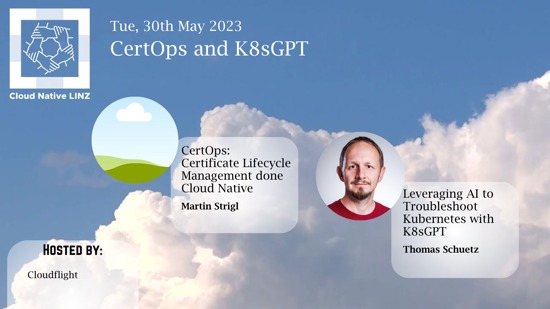 Tue, 30th May 2023
CertOps and K8sGPT
Cloud Native LINZ
CertOps:
Certificate Lifecycle
Management done
Cloud Native
Martin Strigl
Leveraging AI to
Troubleshoot
Kubernetes with
K8sGPT
Thomas Schuetz
HOSTED BY:
Cloudflight